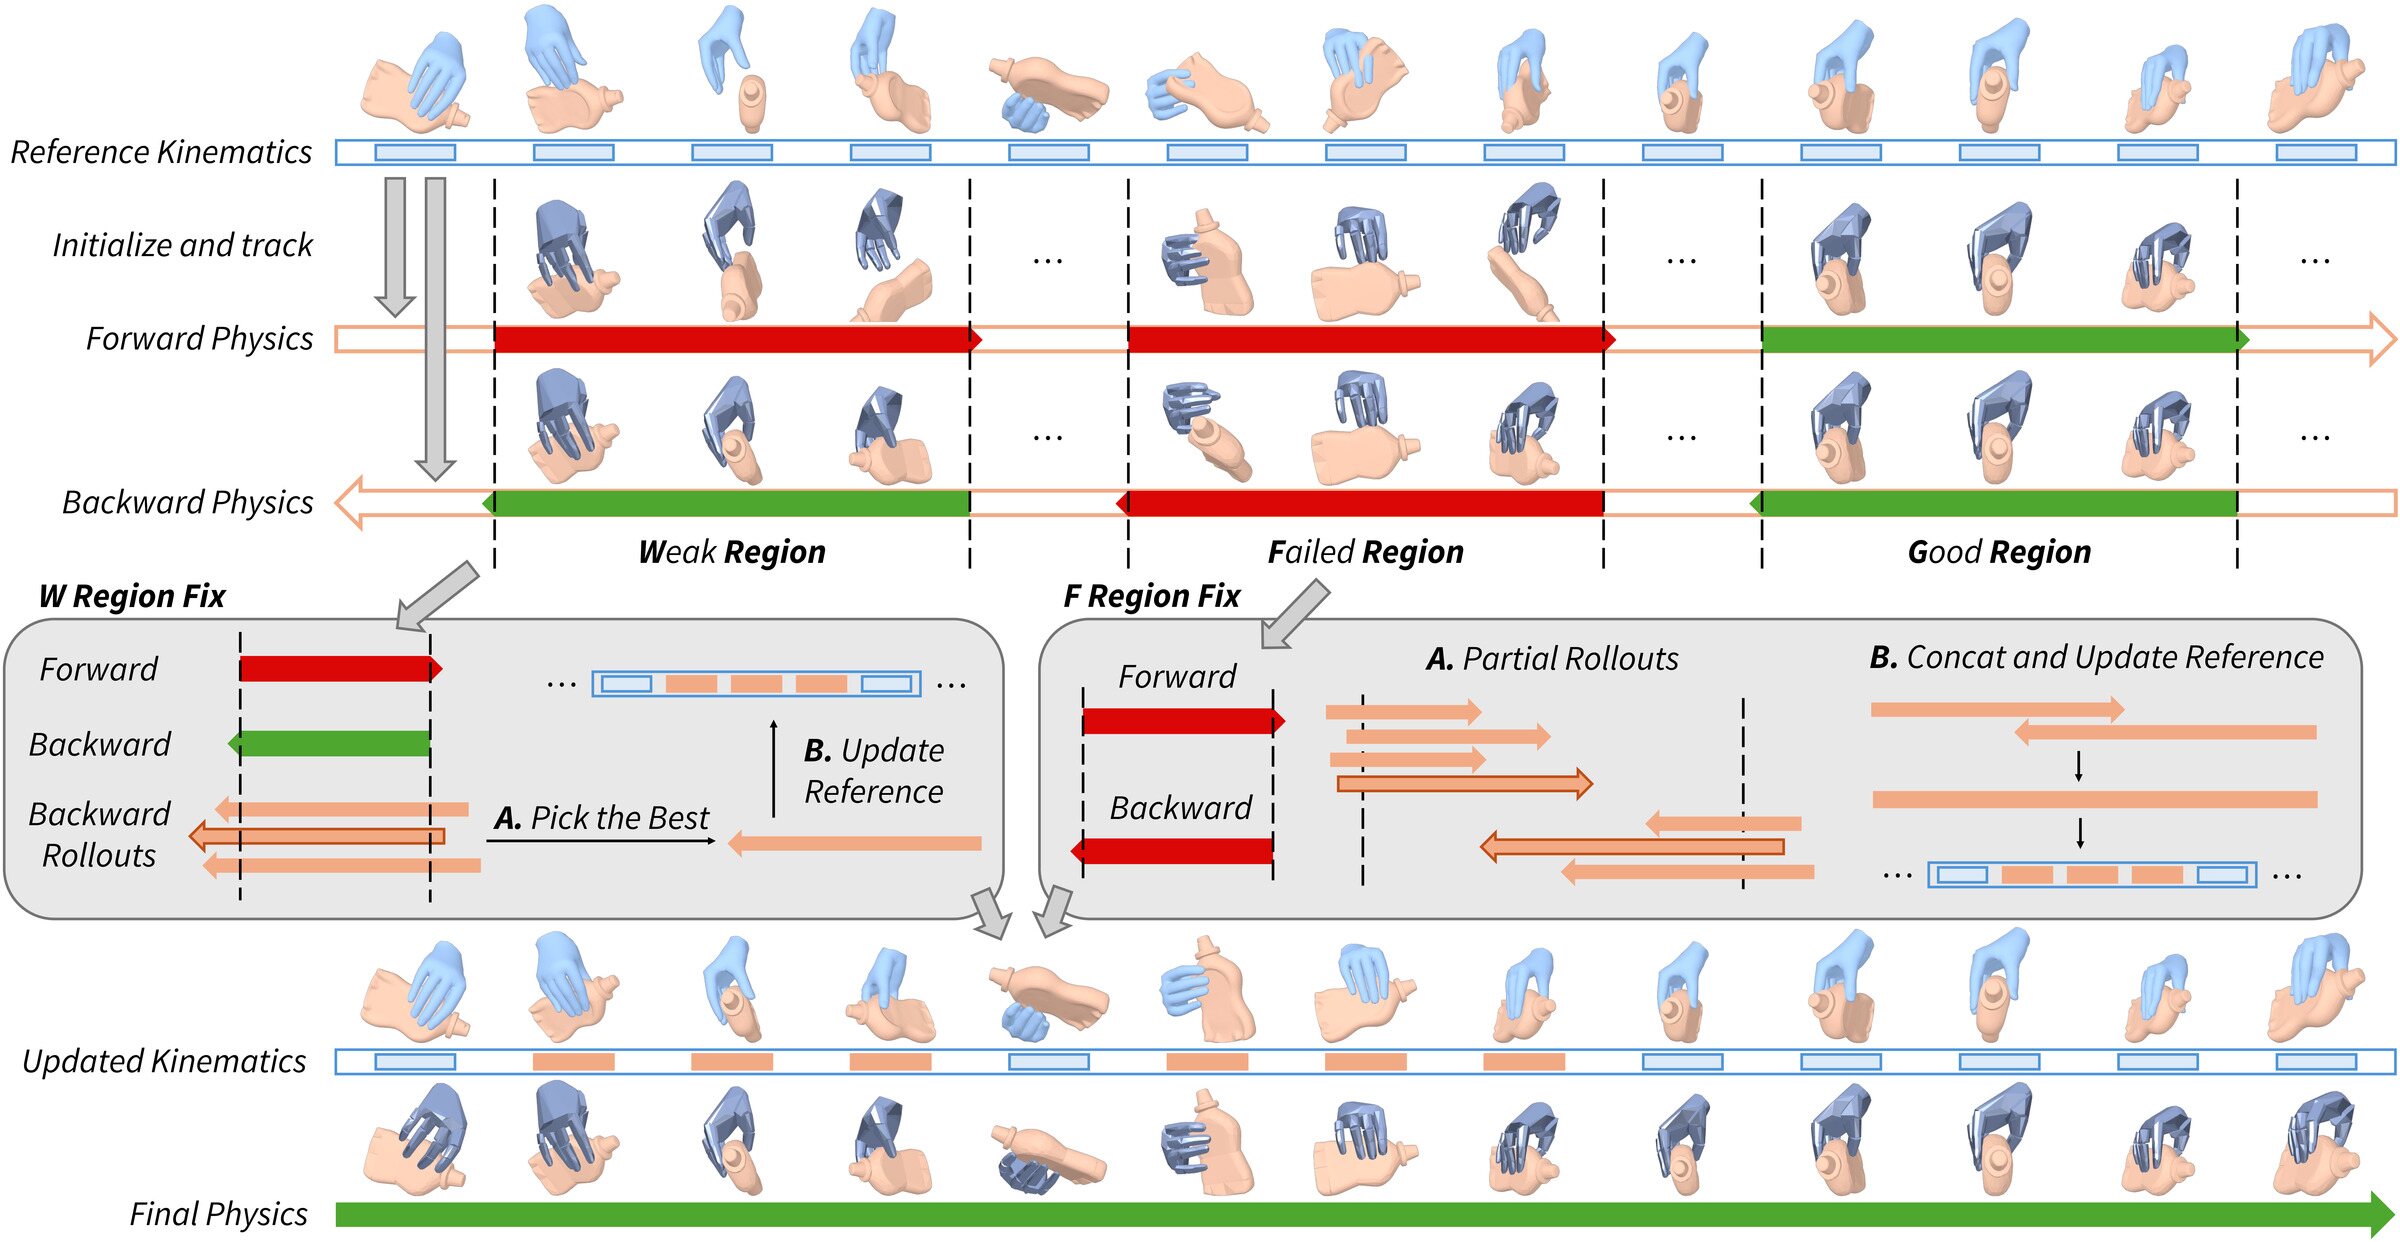 Reference Kinematics
Initialize and track
...
...
...
Forward Physics
...
...
...
Backward Physics
Weak Region
Failed Region
Good Region
W Region Fix
Forward
Backward
Backward
Rollouts
A. Pick the Best
...
...
B. Update
Reference
F Region Fix
Forward
Backward
A. Partial Rollouts
B. Concat and Update Reference
...
...
Updated Kinematics
Final Physics